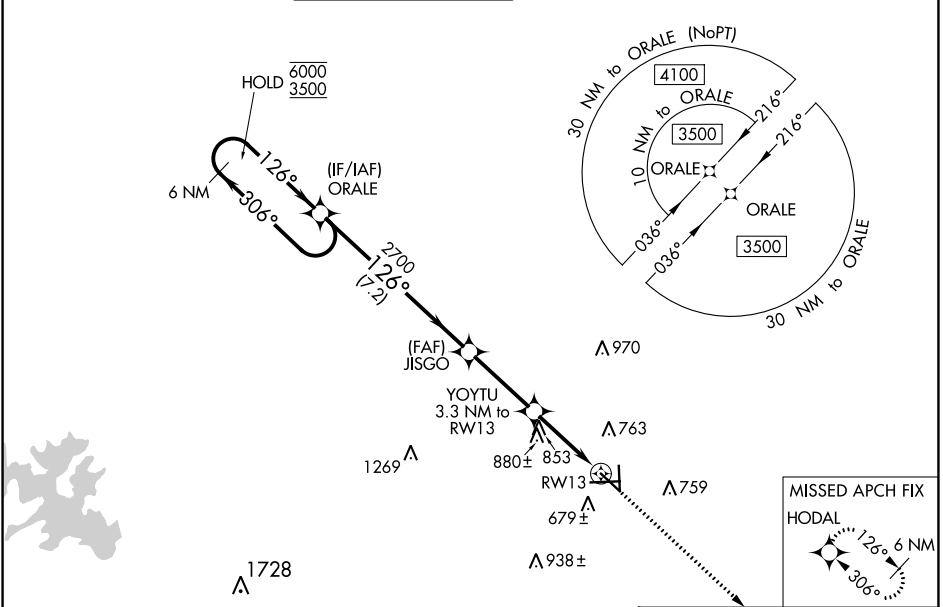 30 NM to ORALE (NoPT)
4100
10 NM to ORALE
3500
ORALE
216°
216°
036°
036°
ORALE
3500
30 NM to ORALE
HOLD 6000
3500
126°
306°
6 NM
(IF/IAF)
ORALE
2700
126°
(7.2)
(FAF)
JISGO
970
YOYTU
3.3 NM to
RW13
763
1269
880± 853
RW13
759
679±
938±
1728
MISSED APCH FIX
HODAL
126°
6 NM
306°